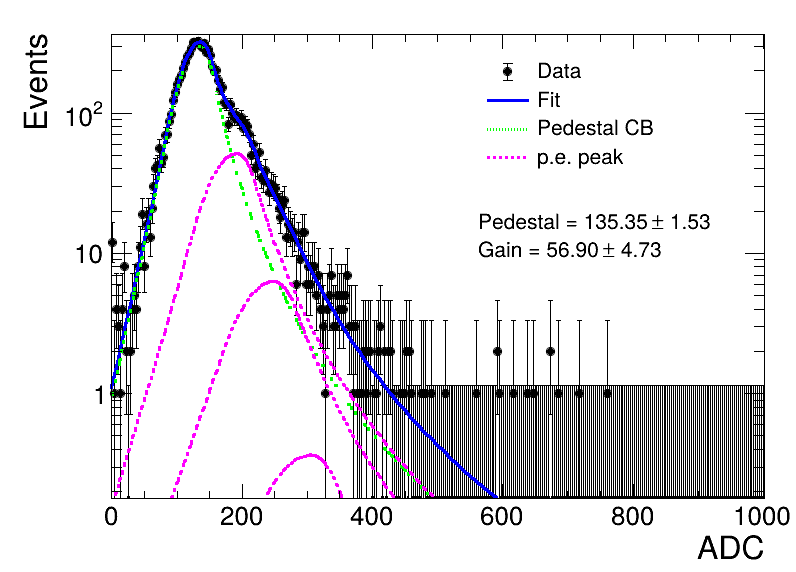 Events
10²
10
1
Data
Fit
Pedestal CB
p.e. peak
Pedestal = 135.35 ± 1.53
Gain = 56.90 ± 4.73
0 200 400 600 800 1000
ADC